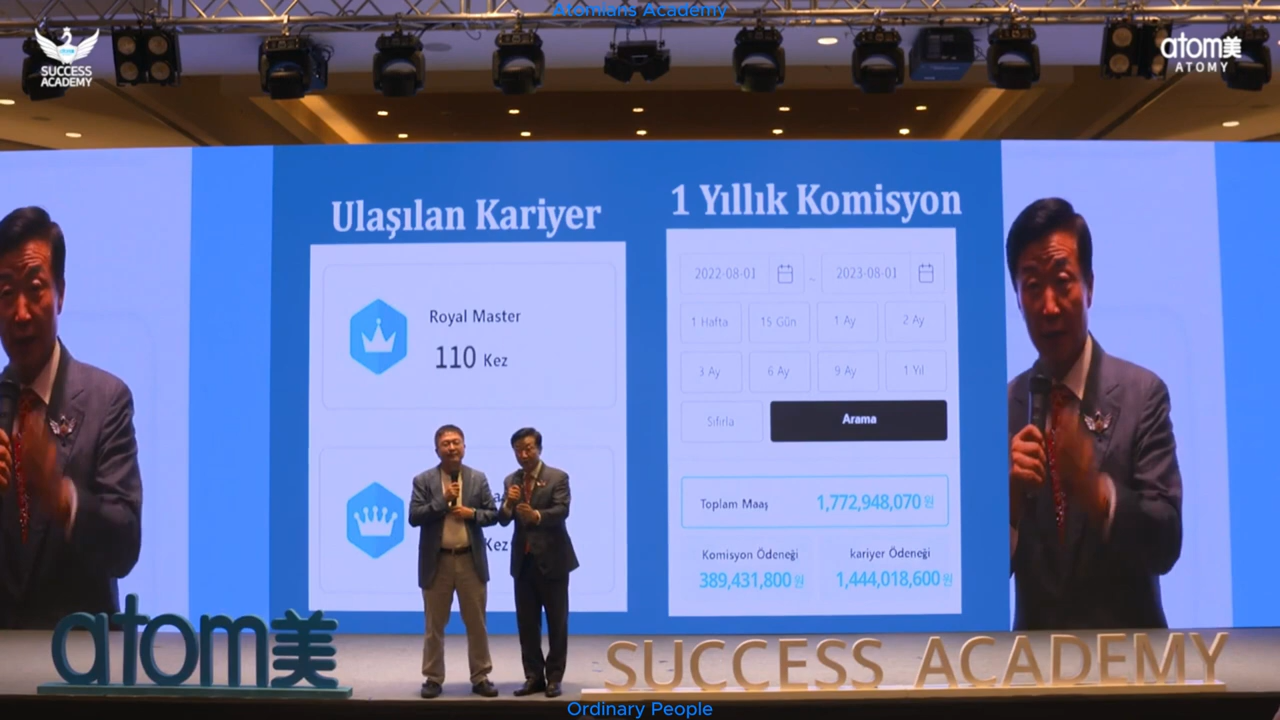 Atomians Academy
SUCCESS
ACADEMY
atom美
ATOMY
Ulaşılan Kariyer
Royal Master
110 Kez
Kez
1 Yıllık Komisyon
2022-08-01 ~ 2023-08-01
1 Hafta 15 Gün 1 Ay 2 Ay
3 Ay 6 Ay 9 Ay 1 Yıl
Sıfırla Arama
Toplam Maaş 1,772,948,070 원
Komisyon Ödeneği kariyer Ödeneği
389,431,800 원 1,444,018,600 원
atom美
SUCCESS ACADEMY
Ordinary People